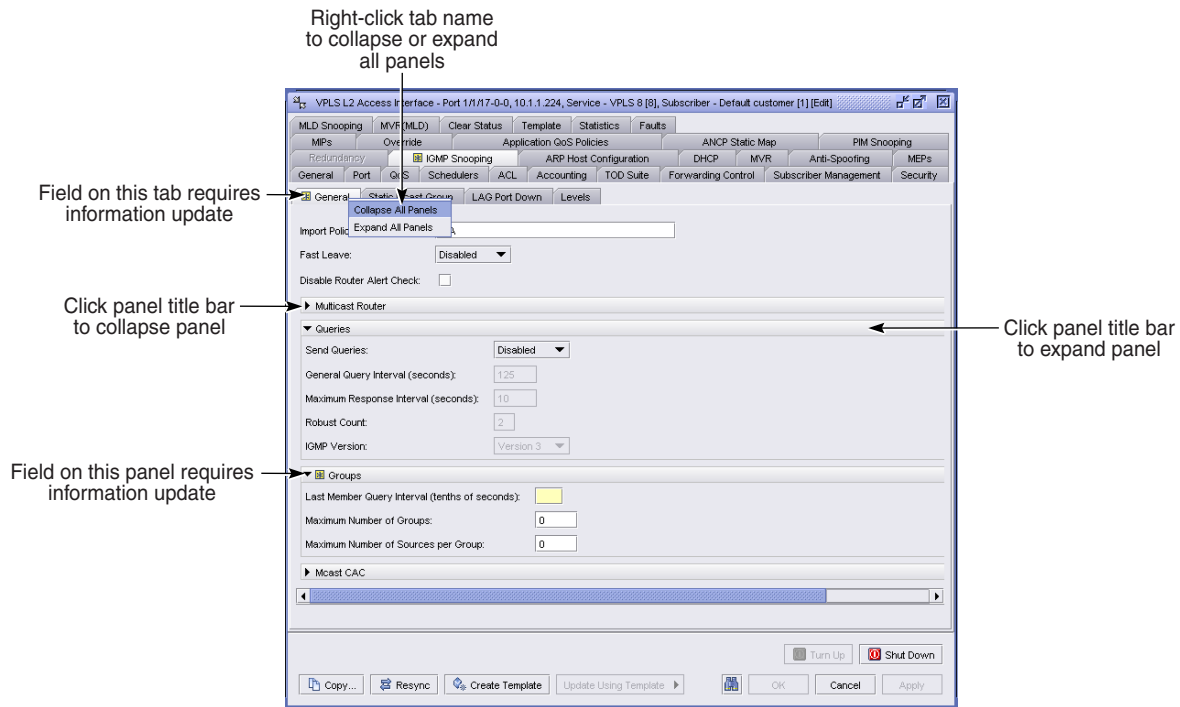 Right-click tab name
to collapse or expand
all panels
VPLS L2 Access Interface - Port 1/1/17-0-0, 10.1.1.224, Service - VPLS 8 [8], Subscriber - Default customer [1] [Edit]
MLD Snooping MVR (MLD) Clear Status Template Statistics Faults
MIPs Override Application QoS Policies ANCP Static Map PIM Snooping
Redundancy IGMP Snooping ARP Host Configuration DHCP MVR Anti-Spoofing MEPs
General Port QoS Schedulers ACL Accounting TOD Suite Forwarding Control Subscriber Management Security
Field on this tab requires
information update
General Static Mcast Group LAG Port Down Levels
Collapse All Panels
Expand All Panels
Import Polic
Fast Leave: Disabled
Disable Router Alert Check:
Click panel title bar
to collapse panel
Multicast Router
Queries
Click panel title bar
to expand panel
Send Queries: Disabled
General Query Interval (seconds): 125
Maximum Response Interval (seconds): 10
Robust Count: 2
IGMP Version: Version 3
Field on this panel requires
information update
Groups
Last Member Query Interval (tenths of seconds):
Maximum Number of Groups: 0
Maximum Number of Sources per Group: 0
Mcast CAC
Turn Up Shut Down
Copy... Resync Create Template Update Using Template OK Cancel Apply